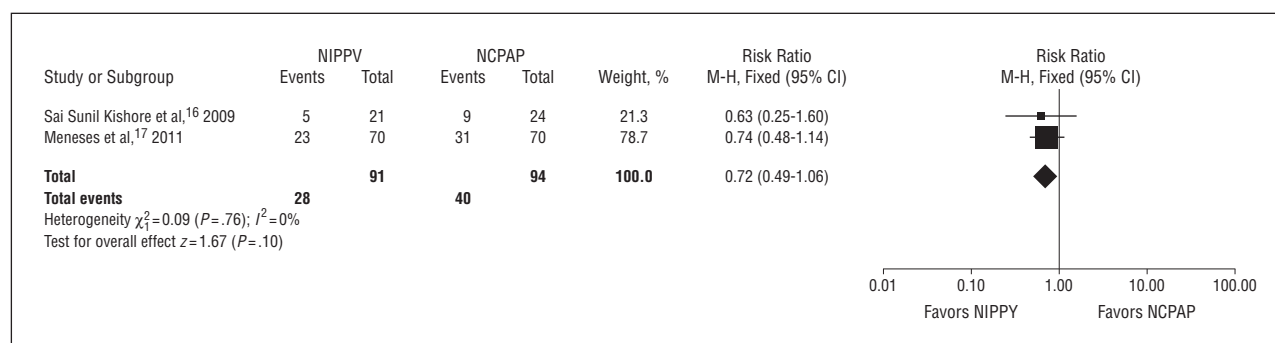 NIPPV NCPAP Risk Ratio Risk Ratio
Study or Subgroup Events Total Events Total Weight, % M-H, Fixed (95% CI) M-H, Fixed (95% CI)
Sai Sunil Kishore et al,16 2009 5 21 9 24 21.3 0.63 (0.25-1.60)
Meneses et al,17 2011 23 70 31 70 78.7 0.74 (0.48-1.14)
Total 91 94 100.0 0.72 (0.49-1.06)
Total events 28 40
Heterogeneity χ²₁=0.09 (P=.76); I²=0%
Test for overall effect z=1.67 (P=.10)
0.01 0.10 1.00 10.00 100.00
Favors NIPPY Favors NCPAP